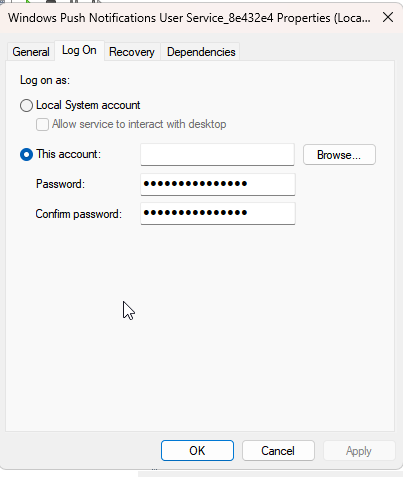 Windows Push Notifications User Service_8e432e4 Properties (Loca...
General Log On Recovery Dependencies
Log on as:
Local System account
Allow service to interact with desktop
This account:
Browse...
Password: •••••••••••••••
Confirm password: •••••••••••••••
OK Cancel Apply